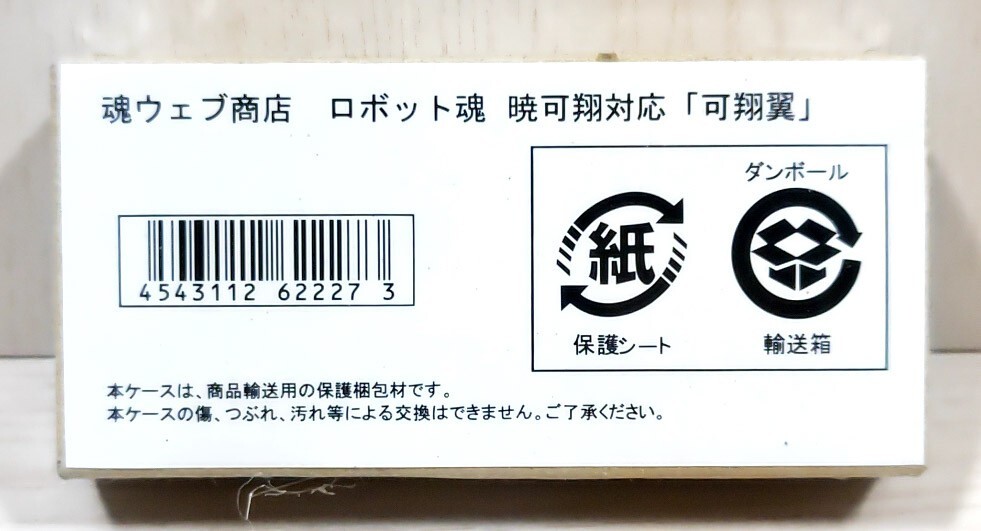 魂ウェブ商店　ロボット魂 暁可翔対応「可翔翼」
ダンボール
紙
保護シート
輸送箱
4543112 62227 3
本ケースは、商品輸送用の保護梱包材です。
本ケースの傷、つぶれ、汚れ等による交換はできません。ご了承ください。